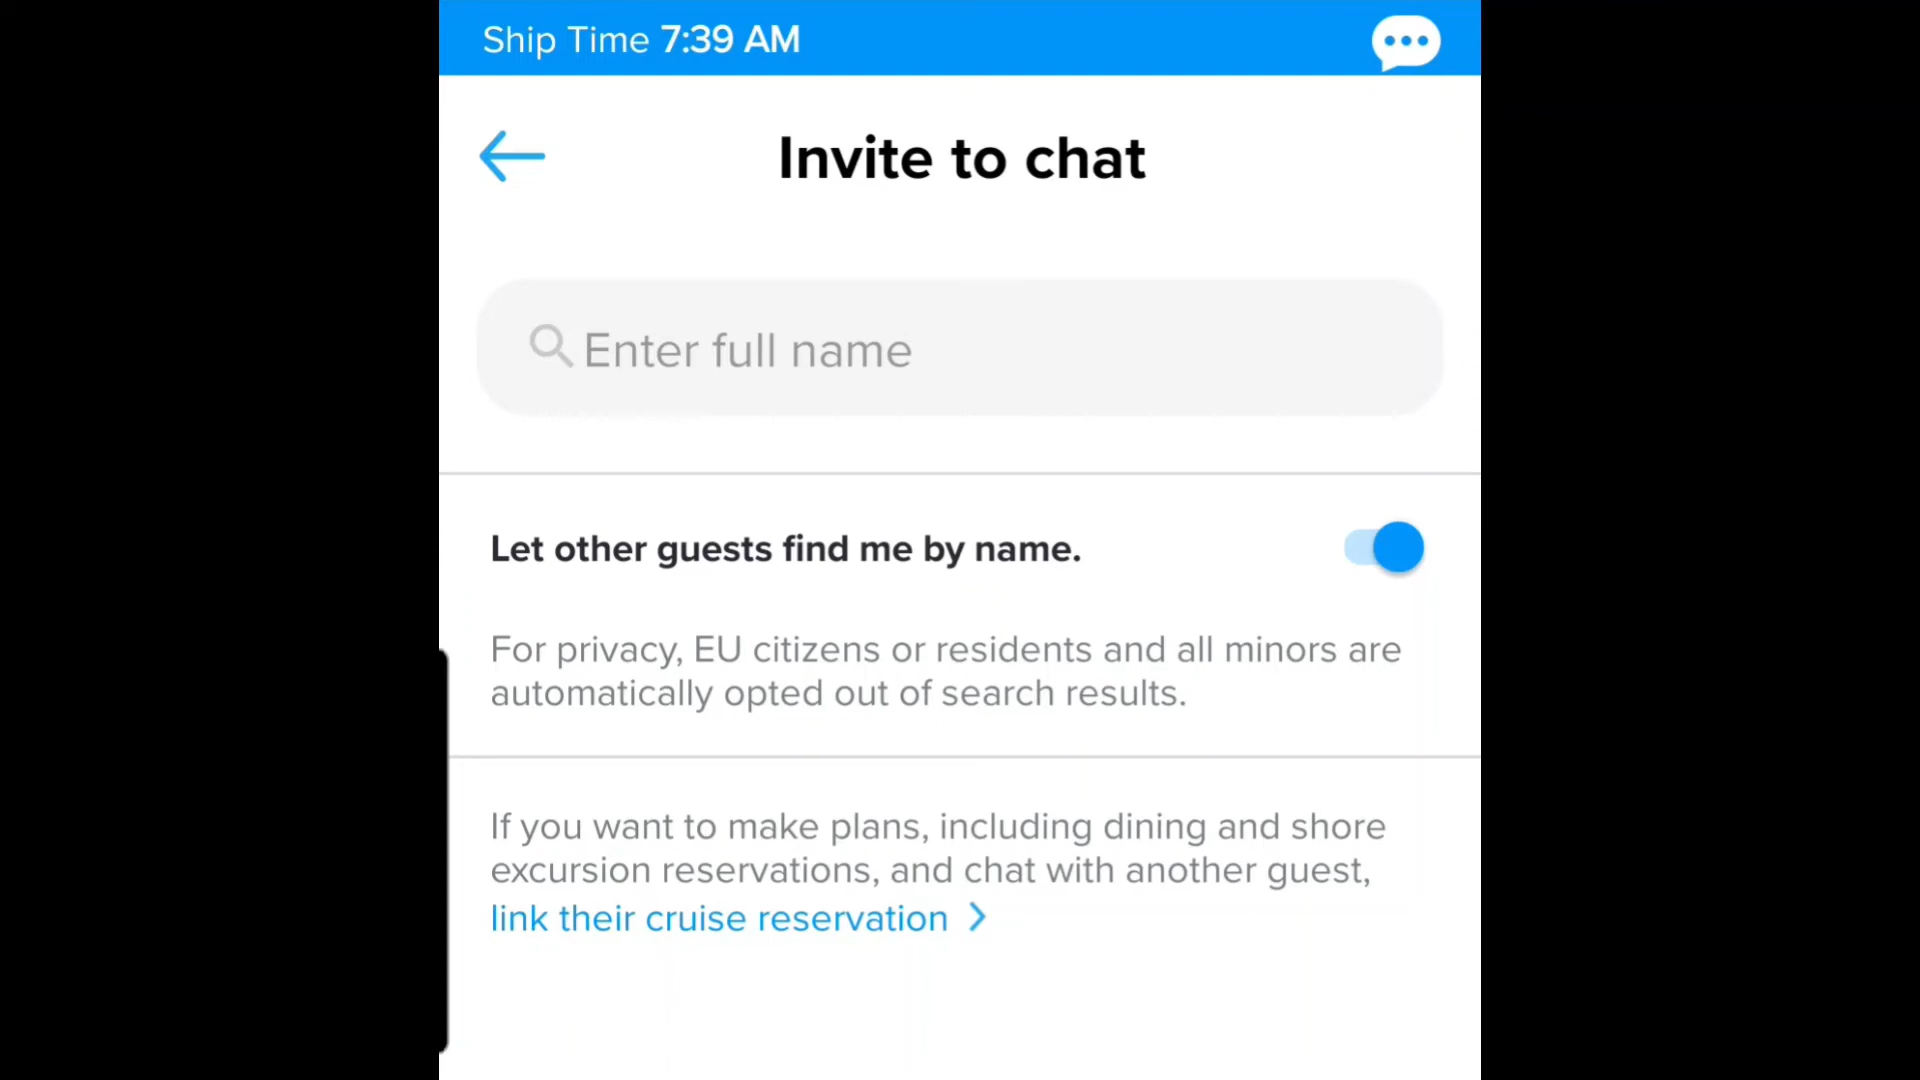 Ship Time 7:39 AM
Invite to chat
Enter full name
Let other guests find me by name.
For privacy, EU citizens or residents and all minors are
automatically opted out of search results.
If you want to make plans, including dining and shore
excursion reservations, and chat with another guest,
link their cruise reservation